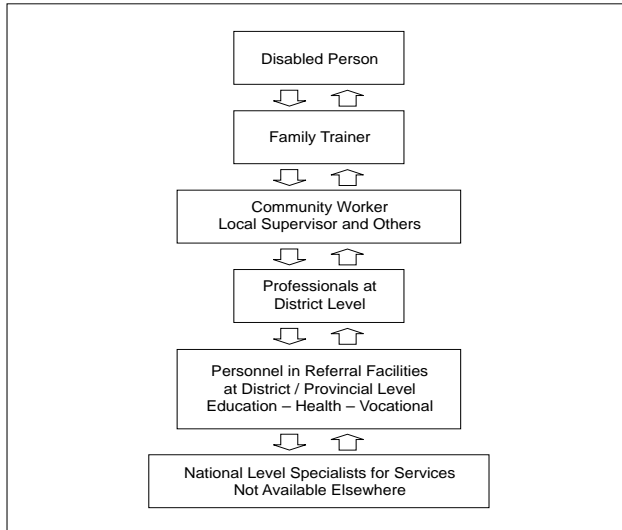 Disabled Person
Family Trainer
Community Worker
Local Supervisor and Others
Professionals at
District Level
Personnel in Referral Facilities
at District / Provincial Level
Education – Health – Vocational
National Level Specialists for Services
Not Available Elsewhere